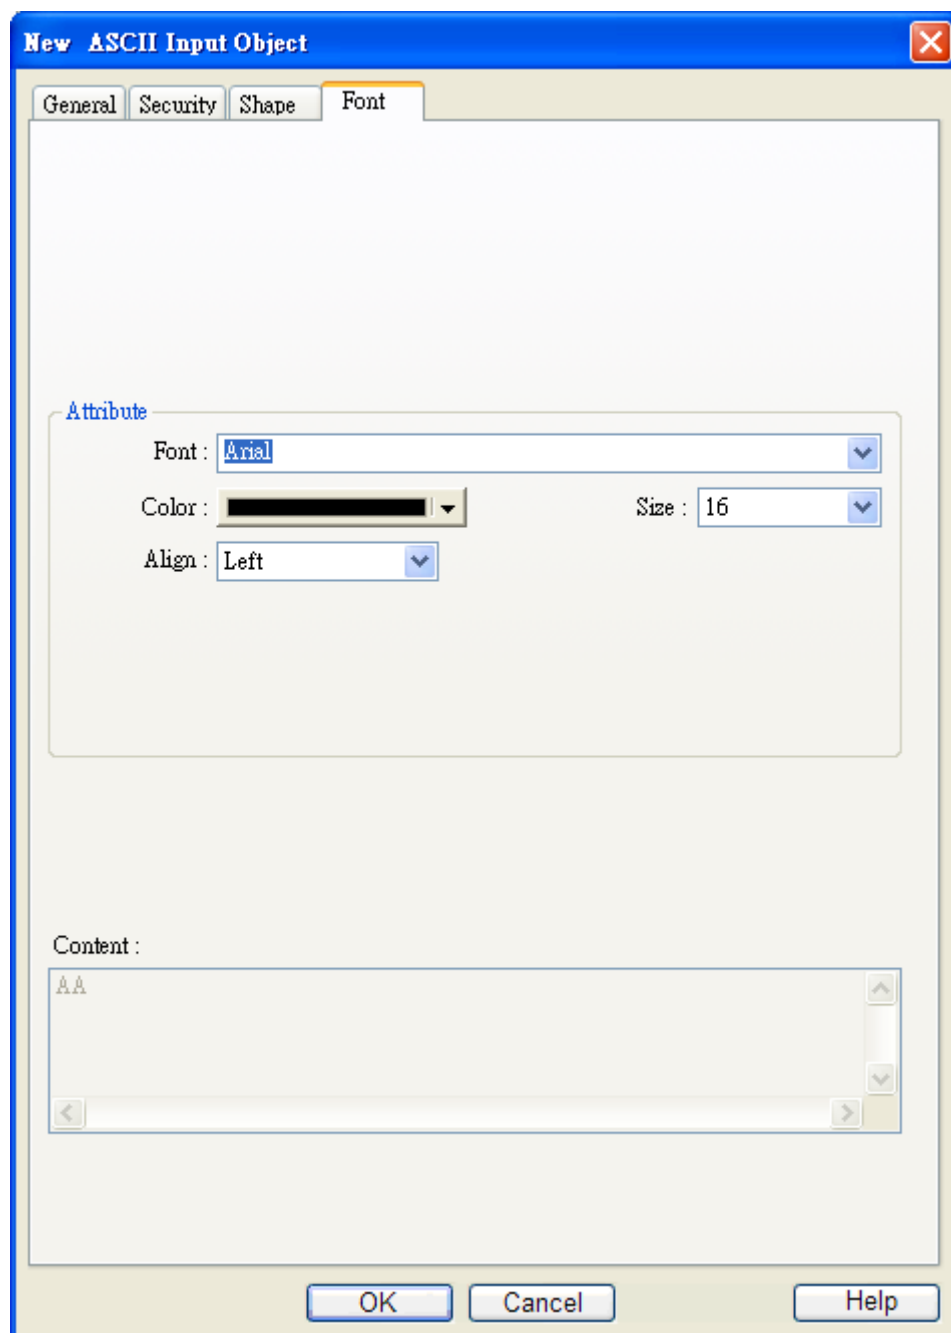 New ASCII Input Object
General Security Shape Font
Attribute
Font : Arial
Color : Size : 16
Align : Left
Content :
AA
OK Cancel Help